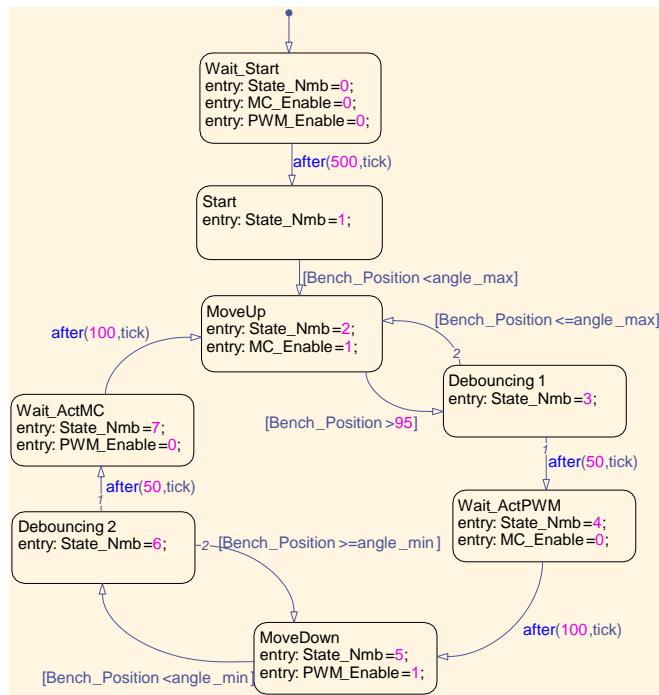 Wait_Start
entry: State_Nmb=0;
entry: MC_Enable=0;
entry: PWM_Enable=0;
after(500,tick)
Start
entry: State_Nmb=1;
[Bench_Position<angle_max]
MoveUp
entry: State_Nmb=2;
entry: MC_Enable=1;
after(100,tick)
[Bench_Position<=angle_max]
2
Debouncing 1
entry: State_Nmb=3;
[Bench_Position>95]
Wait_ActMC
entry: State_Nmb=7;
entry: PWM_Enable=0;
1
after(50,tick)
after(50,tick)
1
Wait_ActPWM
entry: State_Nmb=4;
entry: MC_Enable=0;
Debouncing 2
entry: State_Nmb=6;
2
[Bench_Position>=angle_min]
after(100,tick)
MoveDown
entry: State_Nmb=5;
entry: PWM_Enable=1;
[Bench_Position<angle_min]